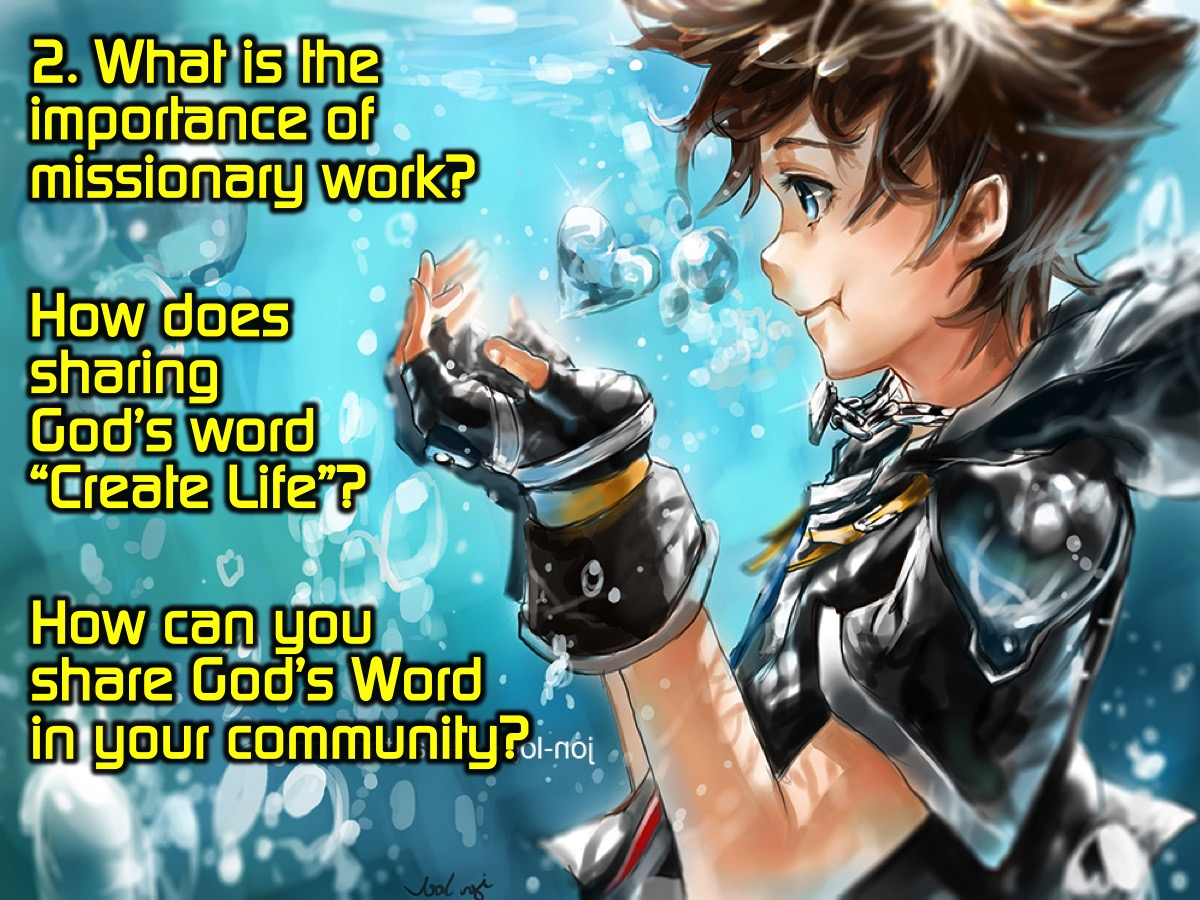 2. What is the
importance of
missionary work?
How does
sharing
God's word
“Create Life”?
How can you
share God's Word
in your community?